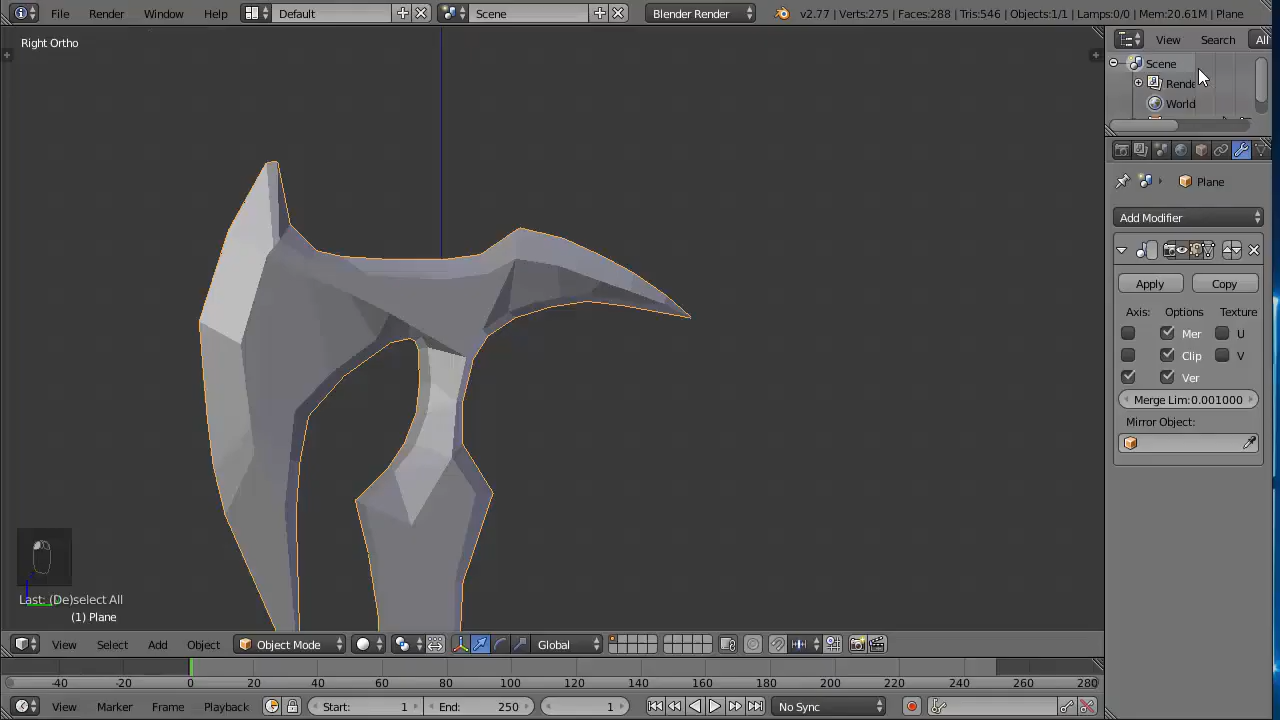 File Render Window Help Default Scene Blender Render v2.77 | Verts:275 | Faces:288 | Tris:546 | Objects:1/1 | Lamps:0/0 | Mem:20.61M | Plane
Right Ortho
View Search All
Scene
Rende
World
Plane
Add Modifier
Apply Copy
Axis: Options Texture
Mer U
Clip V
Ver
Merge Lim:0.001000
Mirror Object:
Last: (De)select All
(1) Plane
View Select Add Object Object Mode Global
-40 -20 0 20 40 60 80 100 120 140 160 180 200 220 240 260 280
View Marker Frame Playback Start: 1 End: 250 1 No Sync